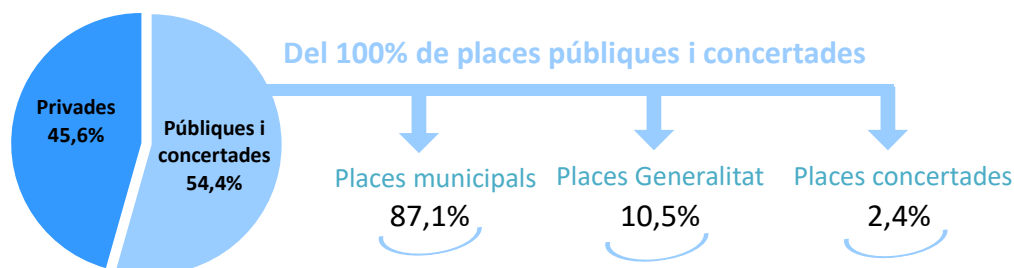 Del 100% de places públiques i concertades
Privades
45,6%
Públiques i
concertades
54,4%
Places municipals
87,1%
Places Generalitat
10,5%
Places concertades
2,4%